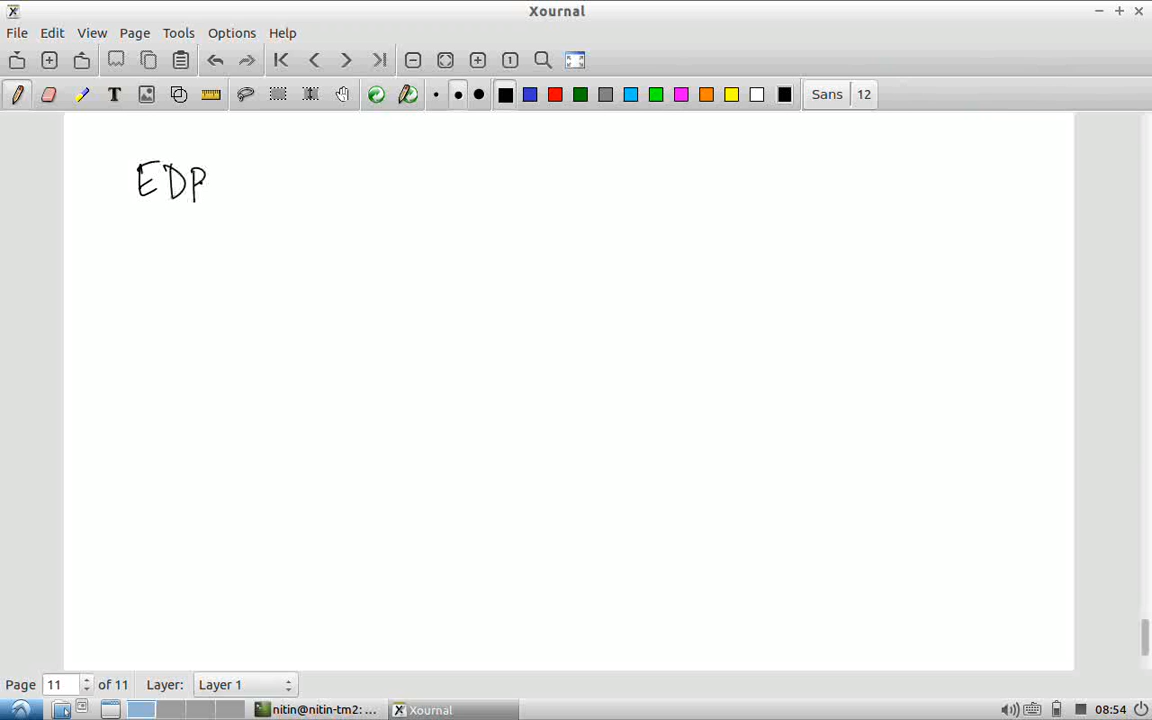 Xournal
File Edit View Page Tools Options Help
Sans 12
EDP
Page 11 of 11 Layer: Layer 1
nitin@nitin-tm2: ... Xournal 08:54